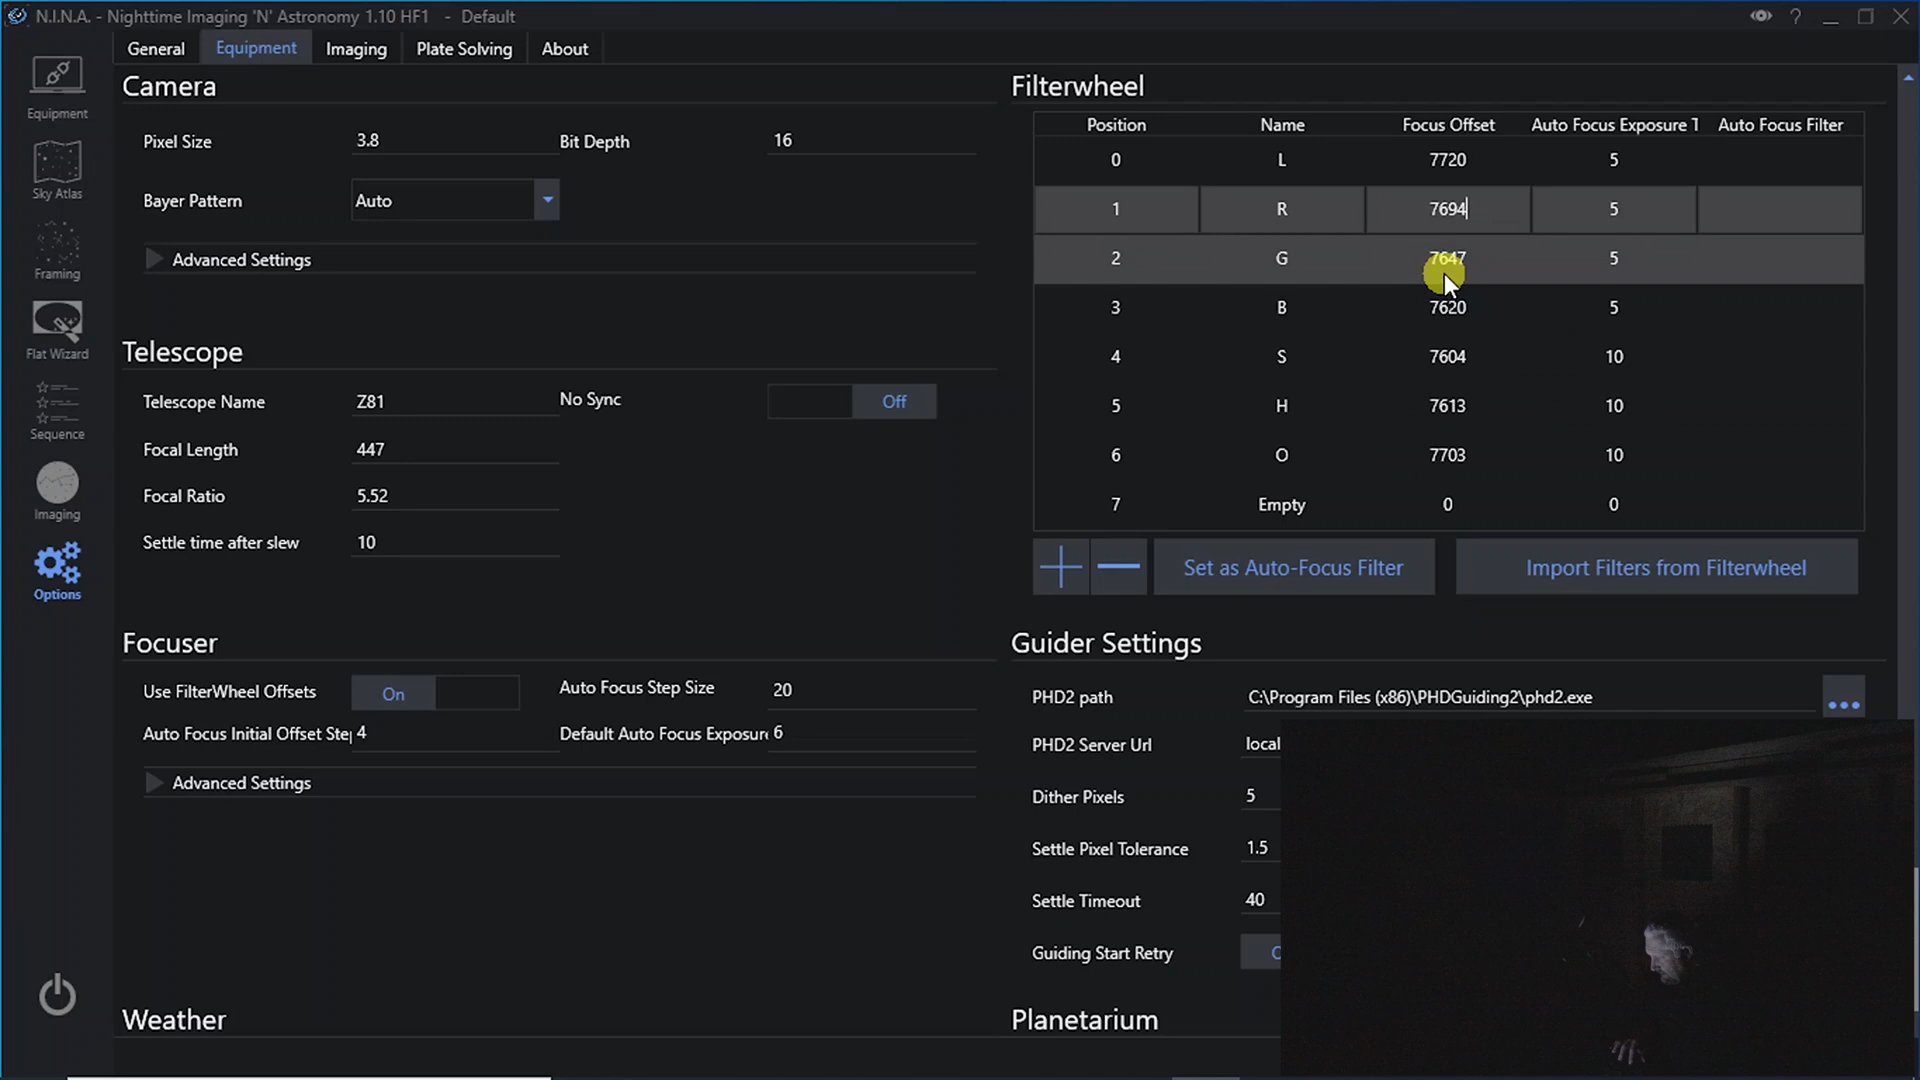 N.I.N.A. - Nighttime Imaging 'N' Astronomy 1.10 HF1 - Default
General Equipment Imaging Plate Solving About
Equipment
Sky Atlas
Framing
Flat Wizard
Sequence
Imaging
Options
Camera
Pixel Size 3.8 Bit Depth 16
Bayer Pattern Auto
Advanced Settings
Telescope
Telescope Name Z81 No Sync Off
Focal Length 447
Focal Ratio 5.52
Settle time after slew 10
Focuser
Use FilterWheel Offsets On Auto Focus Step Size 20
Auto Focus Initial Offset Ste 4 Default Auto Focus Exposur 6
Advanced Settings
Weather
Filterwheel
Position Name Focus Offset Auto Focus Exposure T Auto Focus Filter
0 L 7720 5
1 R 7694 5
2 G 7647 5
3 B 7620 5
4 S 7604 10
5 H 7613 10
6 O 7703 10
7 Empty 0 0
Set as Auto-Focus Filter Import Filters from Filterwheel
Guider Settings
PHD2 path C:\Program Files (x86)\PHDGuiding2\phd2.exe ...
PHD2 Server Url local
Dither Pixels 5
Settle Pixel Tolerance 1.5
Settle Timeout 40
Guiding Start Retry
Planetarium